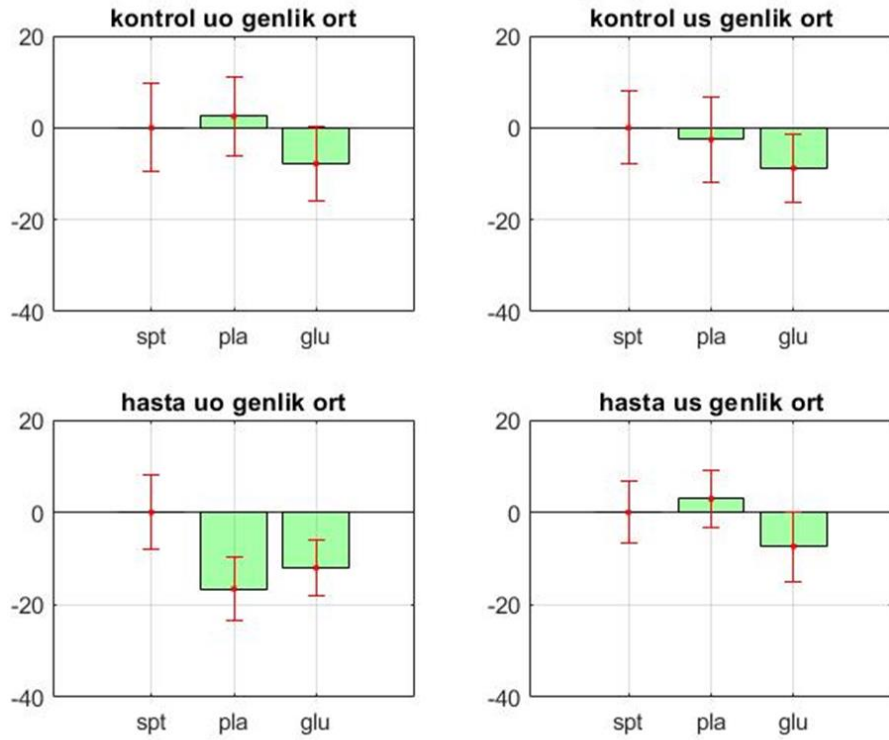 kontrol uo genlik ort
20
0
-20
-40
spt pla glu
kontrol us genlik ort
20
0
-20
-40
spt pla glu
hasta uo genlik ort
20
0
-20
-40
spt pla glu
hasta us genlik ort
20
0
-20
-40
spt pla glu